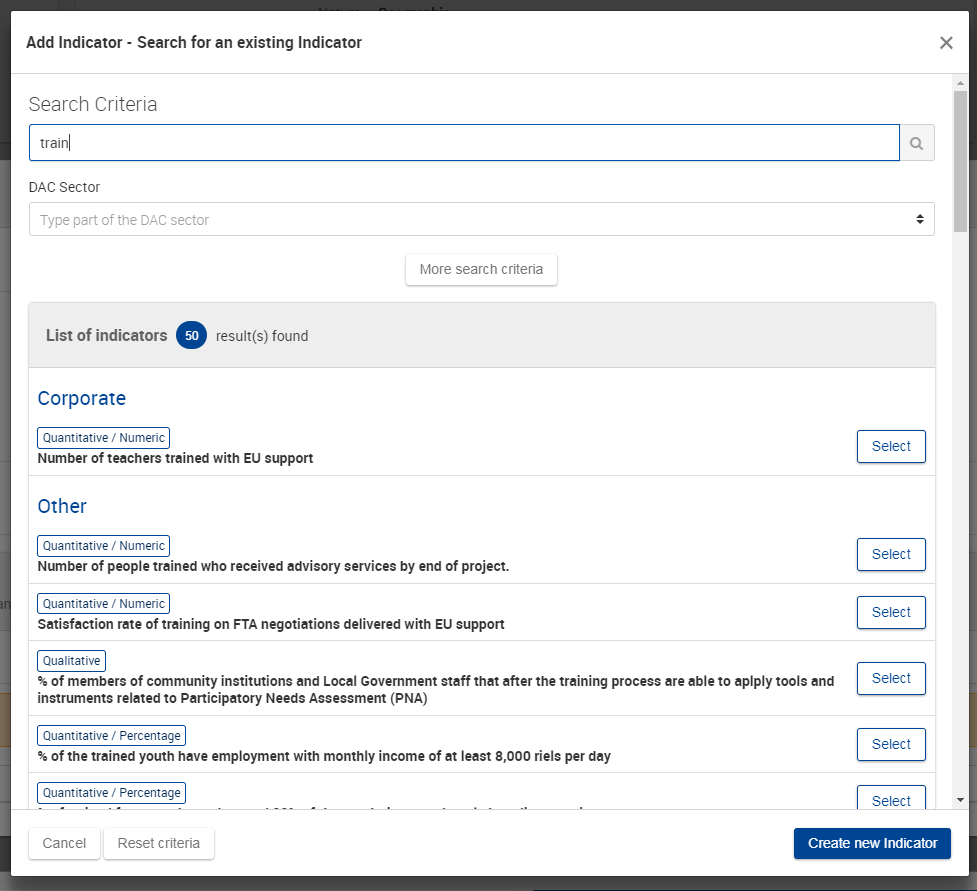 Add Indicator - Search for an existing Indicator
Search Criteria
train
DAC Sector
Type part of the DAC sector
More search criteria
List of indicators 50 result(s) found
Corporate
Quantitative / Numeric
Number of teachers trained with EU support
Select
Other
Quantitative / Numeric
Number of people trained who received advisory services by end of project.
Select
Quantitative / Numeric
Satisfaction rate of training on FTA negotiations delivered with EU support
Select
Qualitative
% of members of community institutions and Local Government staff that after the training process are able to aplply tools and
instruments related to Participatory Needs Assessment (PNA)
Select
Quantitative / Percentage
% of the trained youth have employment with monthly income of at least 8,000 riels per day
Select
Quantitative / Percentage
Select
Cancel
Reset criteria
Create new Indicator